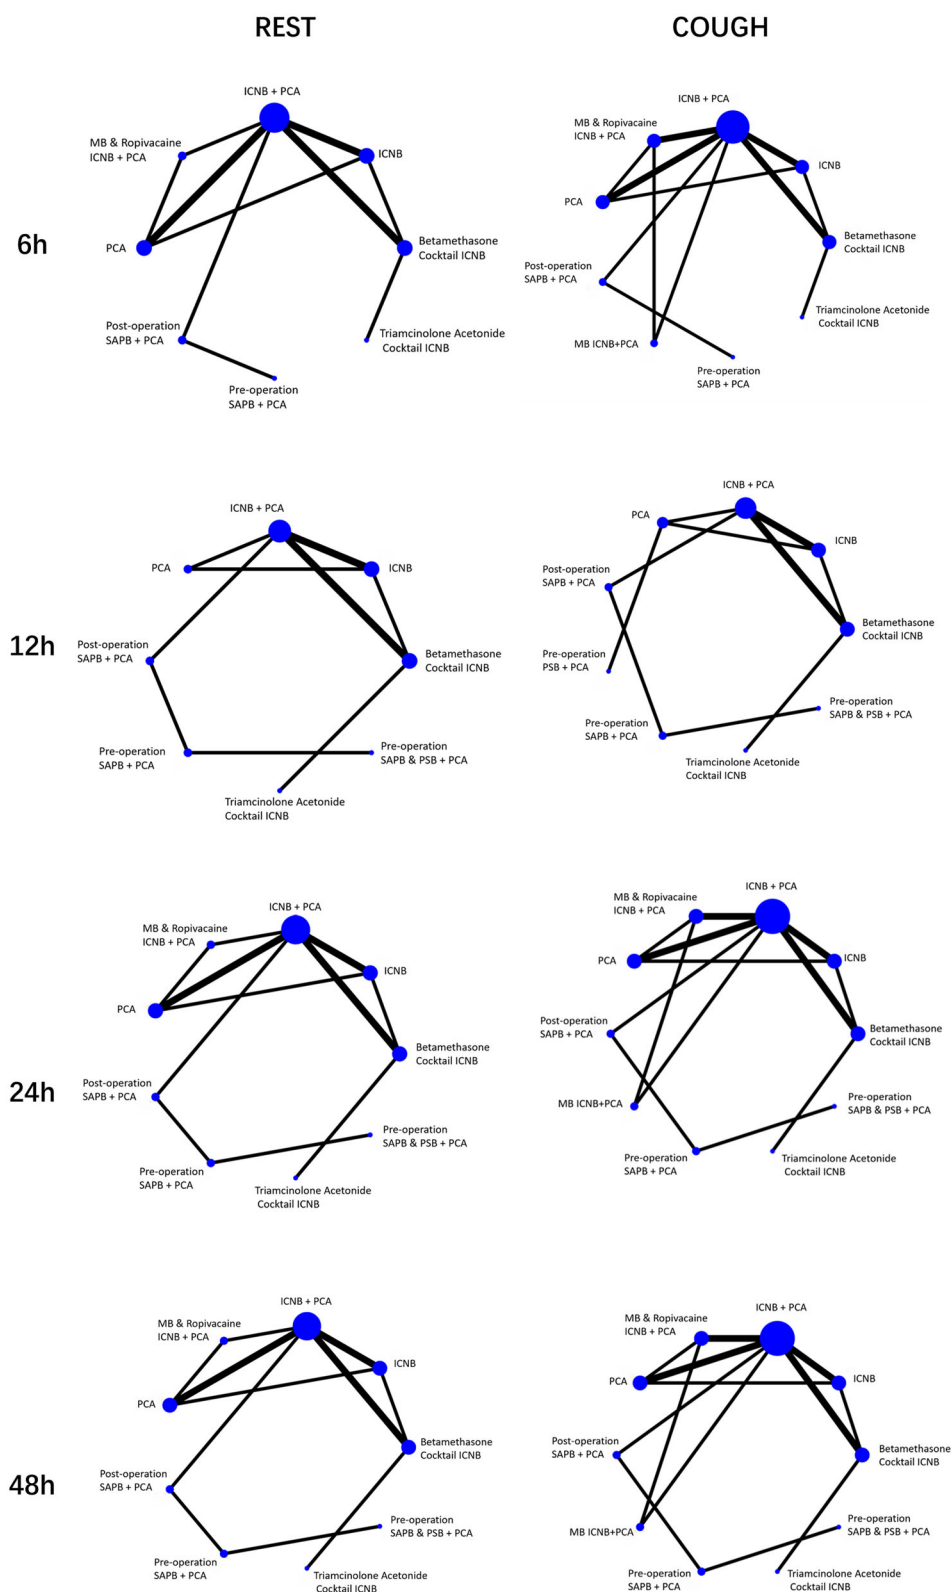 REST
COUGH
6h
ICNB + PCA
MB & Ropivacaine
ICNB + PCA
ICNB
PCA
Betamethasone
Cocktail ICNB
Post-operation
SAPB + PCA
Triamcinolone Acetonide
Cocktail ICNB
Pre-operation
SAPB + PCA
ICNB + PCA
MB & Ropivacaine
ICNB + PCA
ICNB
PCA
Betamethasone
Cocktail ICNB
Post-operation
SAPB + PCA
Triamcinolone Acetonide
Cocktail ICNB
MB ICNB+PCA
Pre-operation
SAPB + PCA
12h
ICNB + PCA
PCA
ICNB
Post-operation
SAPB + PCA
Betamethasone
Cocktail ICNB
Pre-operation
SAPB + PCA
Pre-operation
SAPB & PSB + PCA
Triamcinolone Acetonide
Cocktail ICNB
ICNB + PCA
PCA
ICNB
Post-operation
SAPB + PCA
Betamethasone
Cocktail ICNB
Pre-operation
PSB + PCA
Pre-operation
SAPB & PSB + PCA
Pre-operation
SAPB + PCA
Triamcinolone Acetonide
Cocktail ICNB
24h
ICNB + PCA
MB & Ropivacaine
ICNB + PCA
ICNB
PCA
Betamethasone
Cocktail ICNB
Post-operation
SAPB + PCA
Pre-operation
SAPB & PSB + PCA
Pre-operation
SAPB + PCA
Triamcinolone Acetonide
Cocktail ICNB
ICNB + PCA
MB & Ropivacaine
ICNB + PCA
ICNB
PCA
Post-operation
SAPB + PCA
Betamethasone
Cocktail ICNB
MB ICNB+PCA
Pre-operation
SAPB & PSB + PCA
Pre-operation
SAPB + PCA
Triamcinolone Acetonide
Cocktail ICNB
48h
ICNB + PCA
MB & Ropivacaine
ICNB + PCA
ICNB
PCA
Betamethasone
Cocktail ICNB
Post-operation
SAPB + PCA
Pre-operation
SAPB & PSB + PCA
Pre-operation
SAPB + PCA
Triamcinolone Acetonide
Cocktail ICNB
ICNB + PCA
MB & Ropivacaine
ICNB + PCA
ICNB
PCA
Post-operation
SAPB + PCA
Betamethasone
Cocktail ICNB
MB ICNB+PCA
Pre-operation
SAPB & PSB + PCA
Pre-operation
SAPB + PCA
Triamcinolone Acetonide
Cocktail ICNB